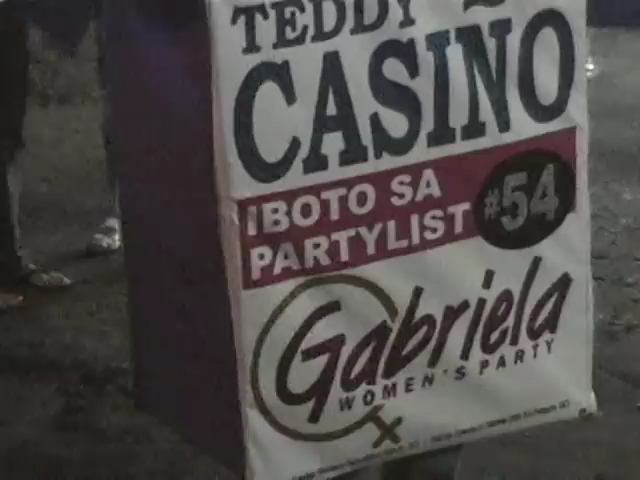 TEDDY
CASIÑO
IBOTO SA
PARTYLIST
#54
Gabriela
WOMEN'S PARTY